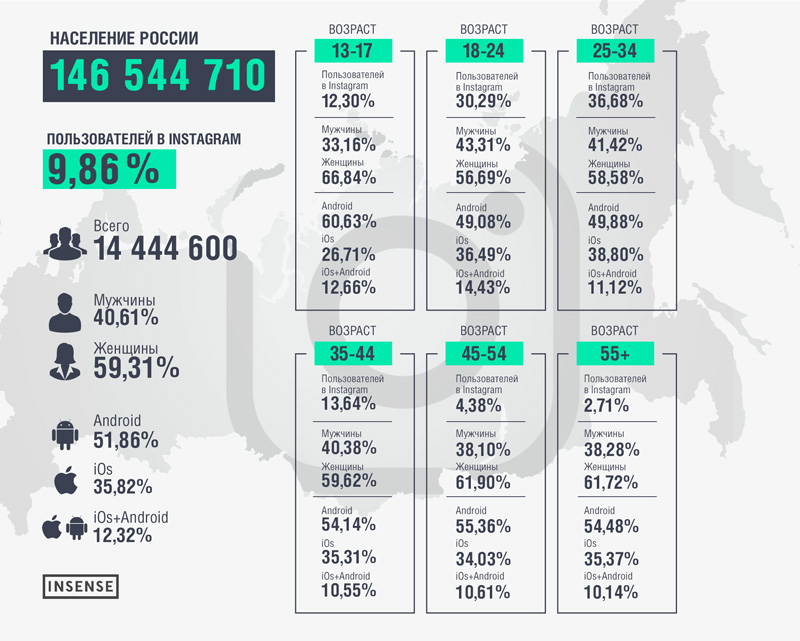 НАСЕЛЕНИЕ РОССИИ
146 544 710
ПОЛЬЗОВАТЕЛЕЙ В INSTAGRAM
9,86 %
Всего
14 444 600
Мужчины
40,61%
Женщины
59,31%
Android
51,86%
iOs
35,82%
iOs+Android
12,32%
INSENSE
ВОЗРАСТ
13-17
Пользователей
в Instagram
12,30%
Мужчины
33,16%
Женщины
66,84%
Android
60,63%
iOs
26,71%
iOs+Android
12,66%
ВОЗРАСТ
18-24
Пользователей
в Instagram
30,29%
Мужчины
43,31%
Женщины
56,69%
Android
49,08%
iOs
36,49%
iOs+Android
14,43%
ВОЗРАСТ
25-34
Пользователей
в Instagram
36,68%
Мужчины
41,42%
Женщины
58,58%
Android
49,88%
iOs
38,80%
iOs+Android
11,12%
ВОЗРАСТ
35-44
Пользователей
в Instagram
13,64%
Мужчины
40,38%
Женщины
59,62%
Android
54,14%
iOs
35,31%
iOs+Android
10,55%
ВОЗРАСТ
45-54
Пользователей
в Instagram
4,38%
Мужчины
38,10%
Женщины
61,90%
Android
55,36%
iOs
34,03%
iOs+Android
10,61%
ВОЗРАСТ
55+
Пользователей
в Instagram
2,71%
Мужчины
38,28%
Женщины
61,72%
Android
54,48%
iOs
35,37%
iOs+Android
10,14%